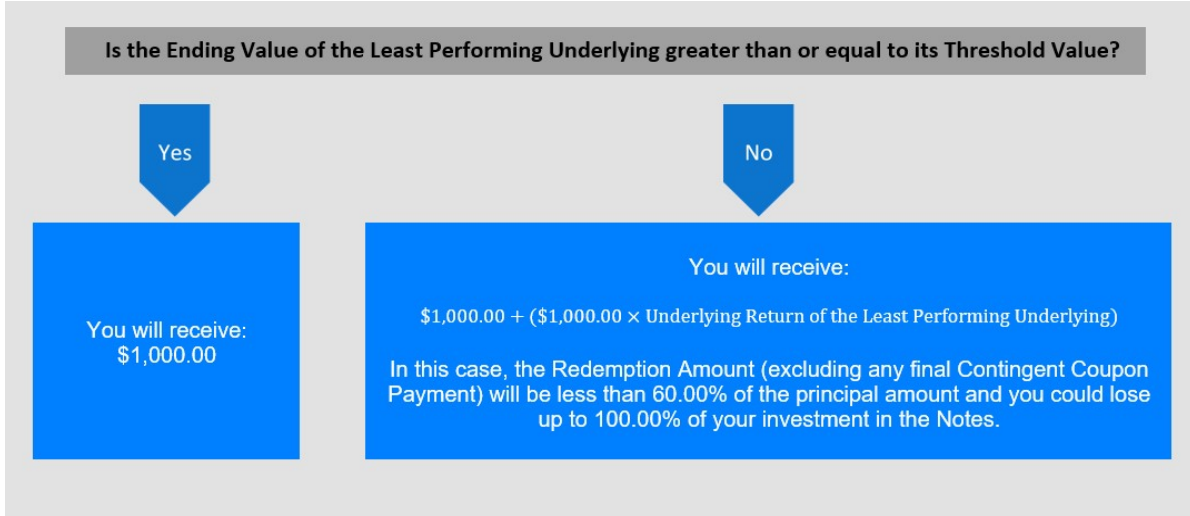 Is the Ending Value of the Least Performing Underlying greater than or equal to its Threshold Value?
Yes
No
You will receive:
$1,000.00
You will receive:
$1,000.00 + ($1,000.00 × Underlying Return of the Least Performing Underlying)
In this case, the Redemption Amount (excluding any final Contingent Coupon
Payment) will be less than 60.00% of the principal amount and you could lose
up to 100.00% of your investment in the Notes.